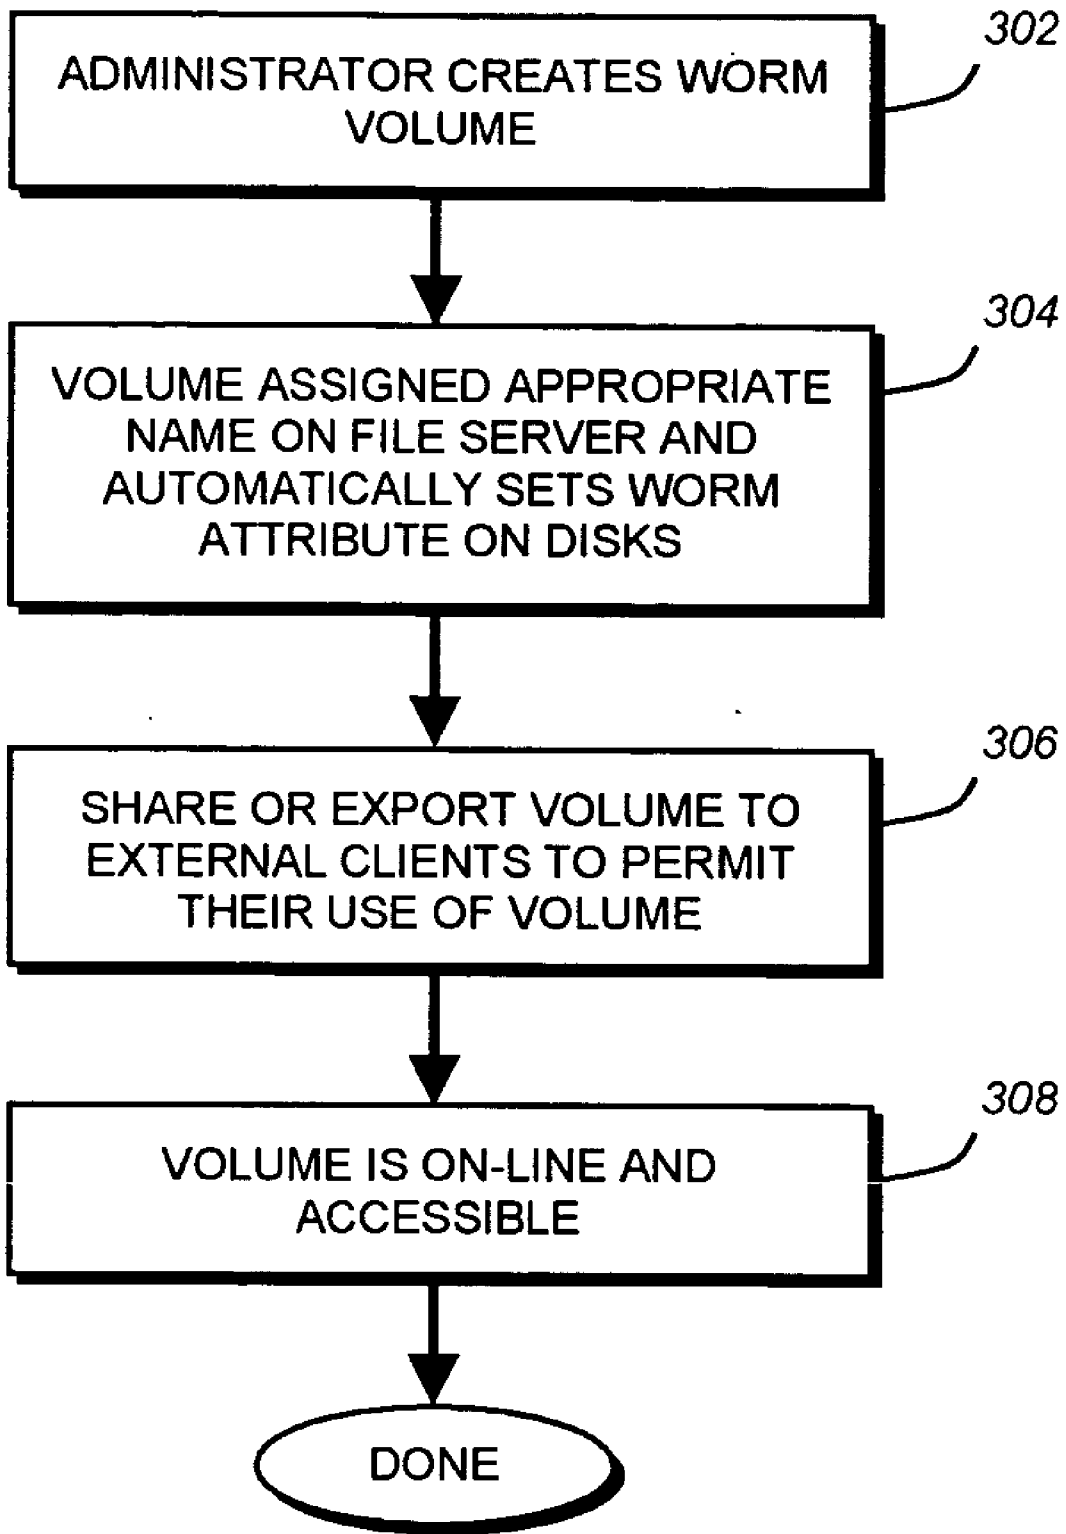 302
ADMINISTRATOR CREATES WORM
VOLUME
304
VOLUME ASSIGNED APPROPRIATE
NAME ON FILE SERVER AND
AUTOMATICALLY SETS WORM
ATTRIBUTE ON DISKS
306
SHARE OR EXPORT VOLUME TO
EXTERNAL CLIENTS TO PERMIT
THEIR USE OF VOLUME
308
VOLUME IS ON-LINE AND
ACCESSIBLE
DONE